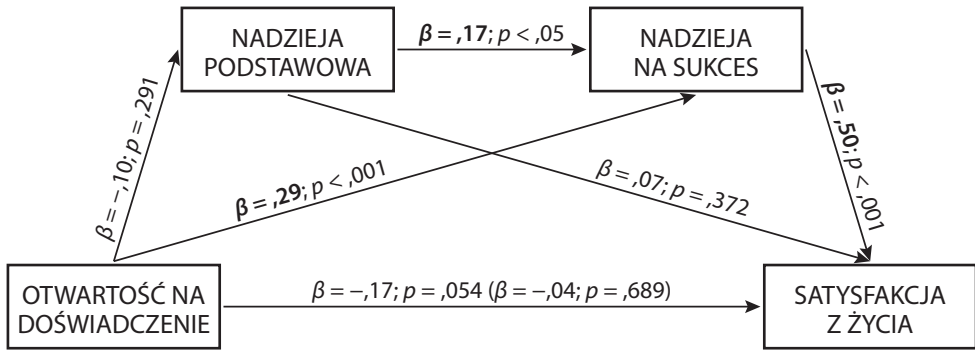 NADZIEJA
PODSTAWOWA
β = ,17; p < ,05
NADZIEJA
NA SUKCES
β = –,10; p = ,291
β = ,29; p < ,001
β = ,07; p = ,372
β = ,50; p < ,001
OTWARTOŚĆ NA
DOŚWIADCZENIE
β = –,17; p = ,054 (β = –,04; p = ,689)
SATYSFAKCJA
Z ŻYCIA